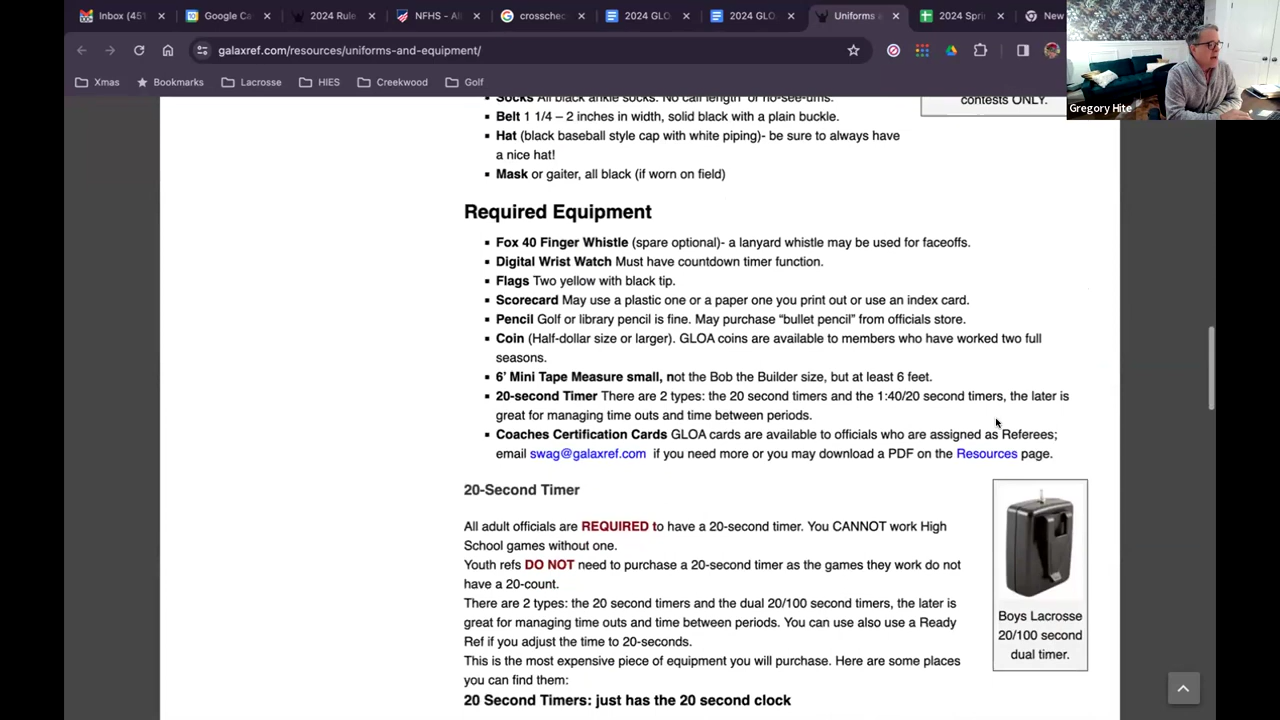 Inbox (451
Google Ca
2024 Rule
NFHS - All
crosschec
2024 GLO
2024 GLO
Uniforms a
2024 Spri
New
galaxref.com/resources/uniforms-and-equipment/
Xmas
Bookmarks
Lacrosse
HIES
Creekwood
Golf
Gregory Hite
Socks All black ankle socks. No calf length or no-see-ums.
contests ONLY.
Belt 1 1/4 – 2 inches in width, solid black with a plain buckle.
Hat (black baseball style cap with white piping)- be sure to always have
a nice hat!
Mask or gaiter, all black (if worn on field)
Required Equipment
Fox 40 Finger Whistle (spare optional)- a lanyard whistle may be used for faceoffs.
Digital Wrist Watch Must have countdown timer function.
Flags Two yellow with black tip.
Scorecard May use a plastic one or a paper one you print out or use an index card.
Pencil Golf or library pencil is fine. May purchase “bullet pencil” from officials store.
Coin (Half-dollar size or larger). GLOA coins are available to members who have worked two full
seasons.
6’ Mini Tape Measure small, not the Bob the Builder size, but at least 6 feet.
20-second Timer There are 2 types: the 20 second timers and the 1:40/20 second timers, the later is
great for managing time outs and time between periods.
Coaches Certification Cards GLOA cards are available to officials who are assigned as Referees;
email swag@galaxref.com if you need more or you may download a PDF on the Resources page.
20-Second Timer
All adult officials are REQUIRED to have a 20-second timer. You CANNOT work High
School games without one.
Youth refs DO NOT need to purchase a 20-second timer as the games they work do not
have a 20-count.
There are 2 types: the 20 second timers and the dual 20/100 second timers, the later is
great for managing time outs and time between periods. You can use also use a Ready
Ref if you adjust the time to 20-seconds.
This is the most expensive piece of equipment you will purchase. Here are some places
you can find them:
20 Second Timers: just has the 20 second clock
Boys Lacrosse
20/100 second
dual timer.